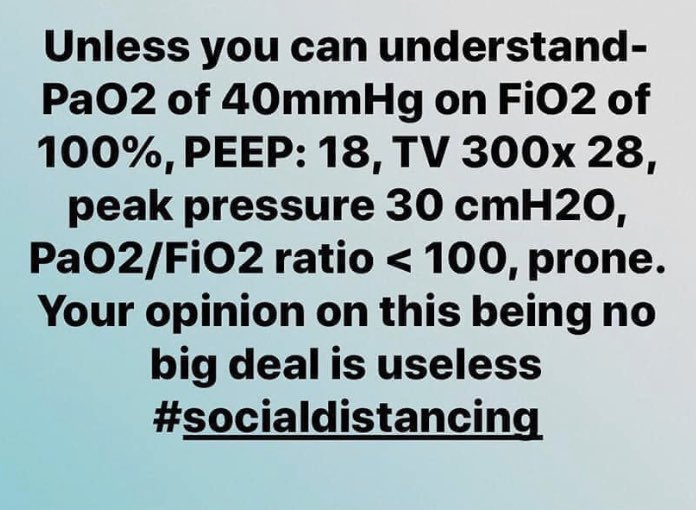 Unless you can understand-
PaO2 of 40mmHg on FiO2 of
100%, PEEP: 18, TV 300x 28,
peak pressure 30 cmH2O,
PaO2/FiO2 ratio < 100, prone.
Your opinion on this being no
big deal is useless
#socialdistancing